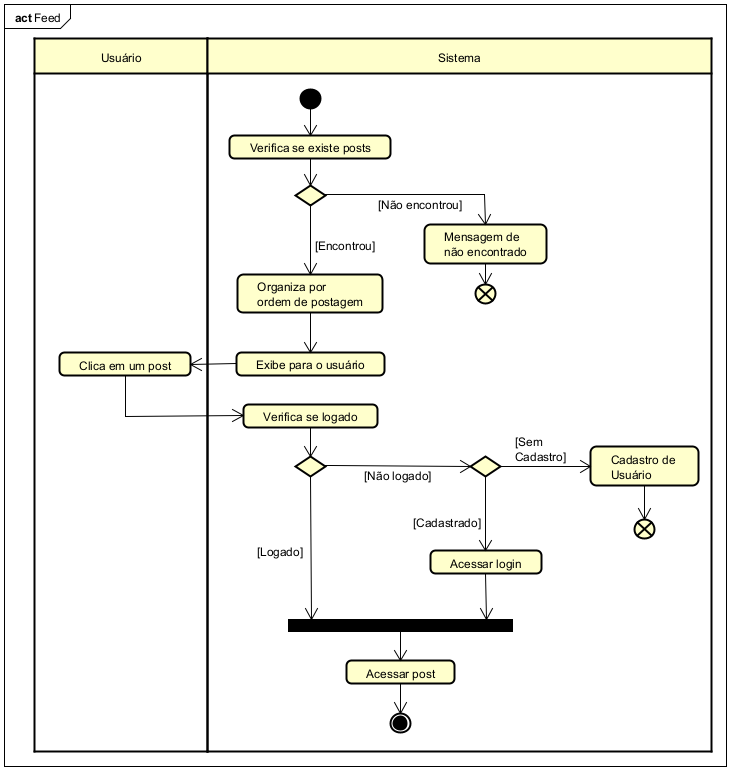 act Feed
Usuário
Sistema
Verifica se existe posts
[Não encontrou]
Mensagem de
não encontrado
[Encontrou]
Organiza por
ordem de postagem
Exibe para o usuário
Clica em um post
Verifica se logado
[Não logado]
[Sem
Cadastro]
Cadastro de
Usuário
[Cadastrado]
[Logado]
Acessar login
Acessar post